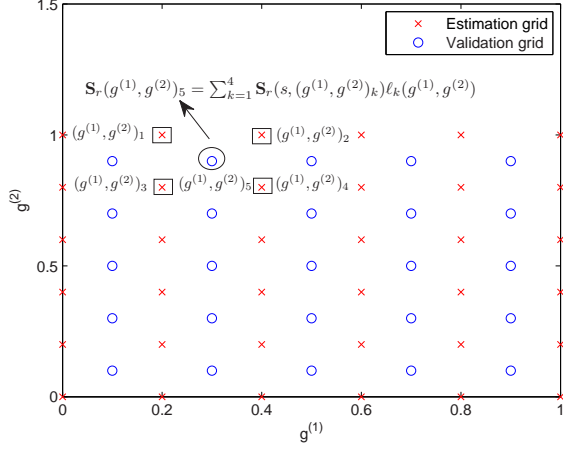 1.5
Estimation grid
Validation grid
S_r(g^(1), g^(2))_5 = ∑_{k=1}^{4} S_r(s, (g^(1), g^(2))_k)ℓ_k(g^(1), g^(2))
1 (g^(1), g^(2))_1 (g^(1), g^(2))_2
(g^(1), g^(2))_3 (g^(1), g^(2))_5 (g^(1), g^(2))_4
g^(2)
0.5
0
0 0.2 0.4 0.6 0.8 1
g^(1)